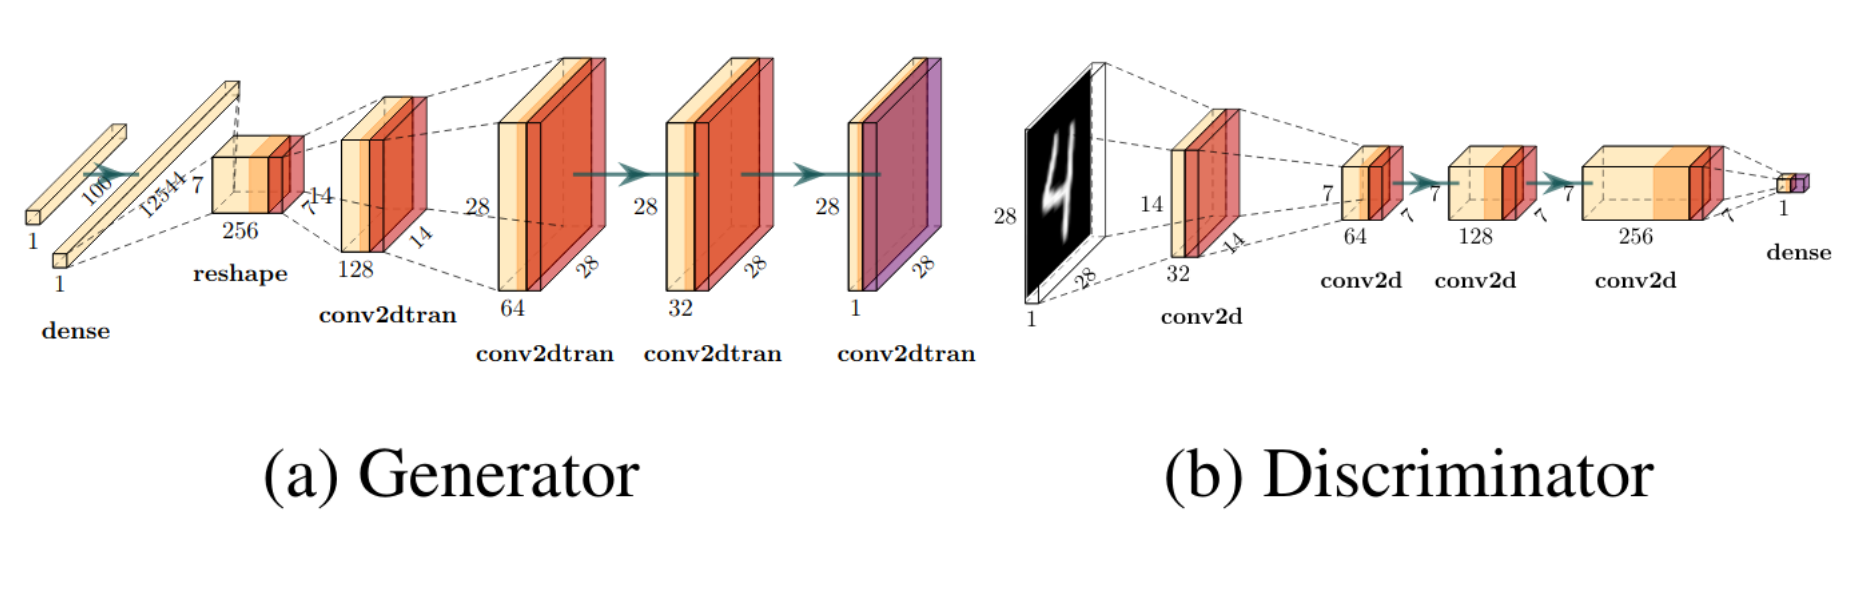 100
1
12544
1
dense
7
7
256
reshape
14
14
128
conv2dtran
28
28
64
conv2dtran
28
28
32
conv2dtran
28
28
1
conv2dtran
(a) Generator
4
28
28
1
14
14
32
conv2d
7
7
64
conv2d
7
7
128
conv2d
7
7
256
conv2d
1
dense
(b) Discriminator